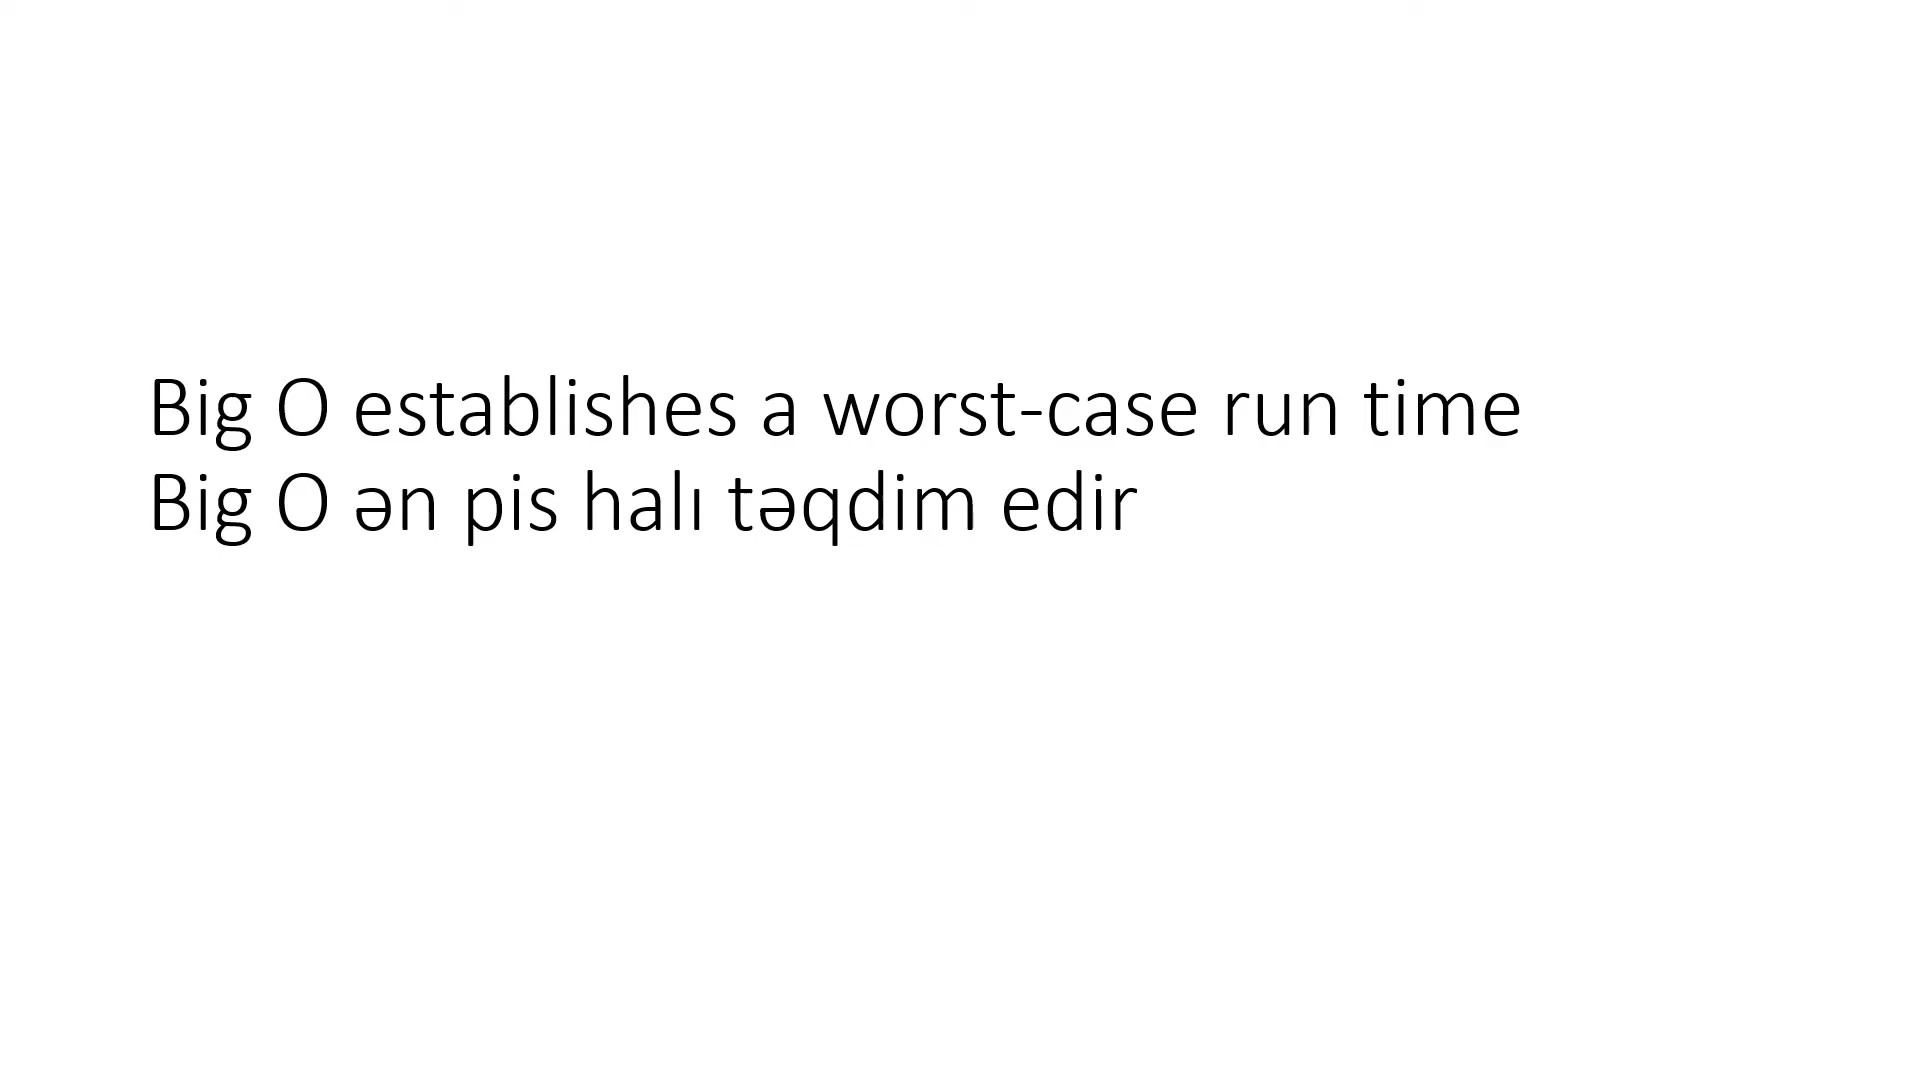 Big O establishes a worst-case run time
Big O ən pis halı təqdim edir